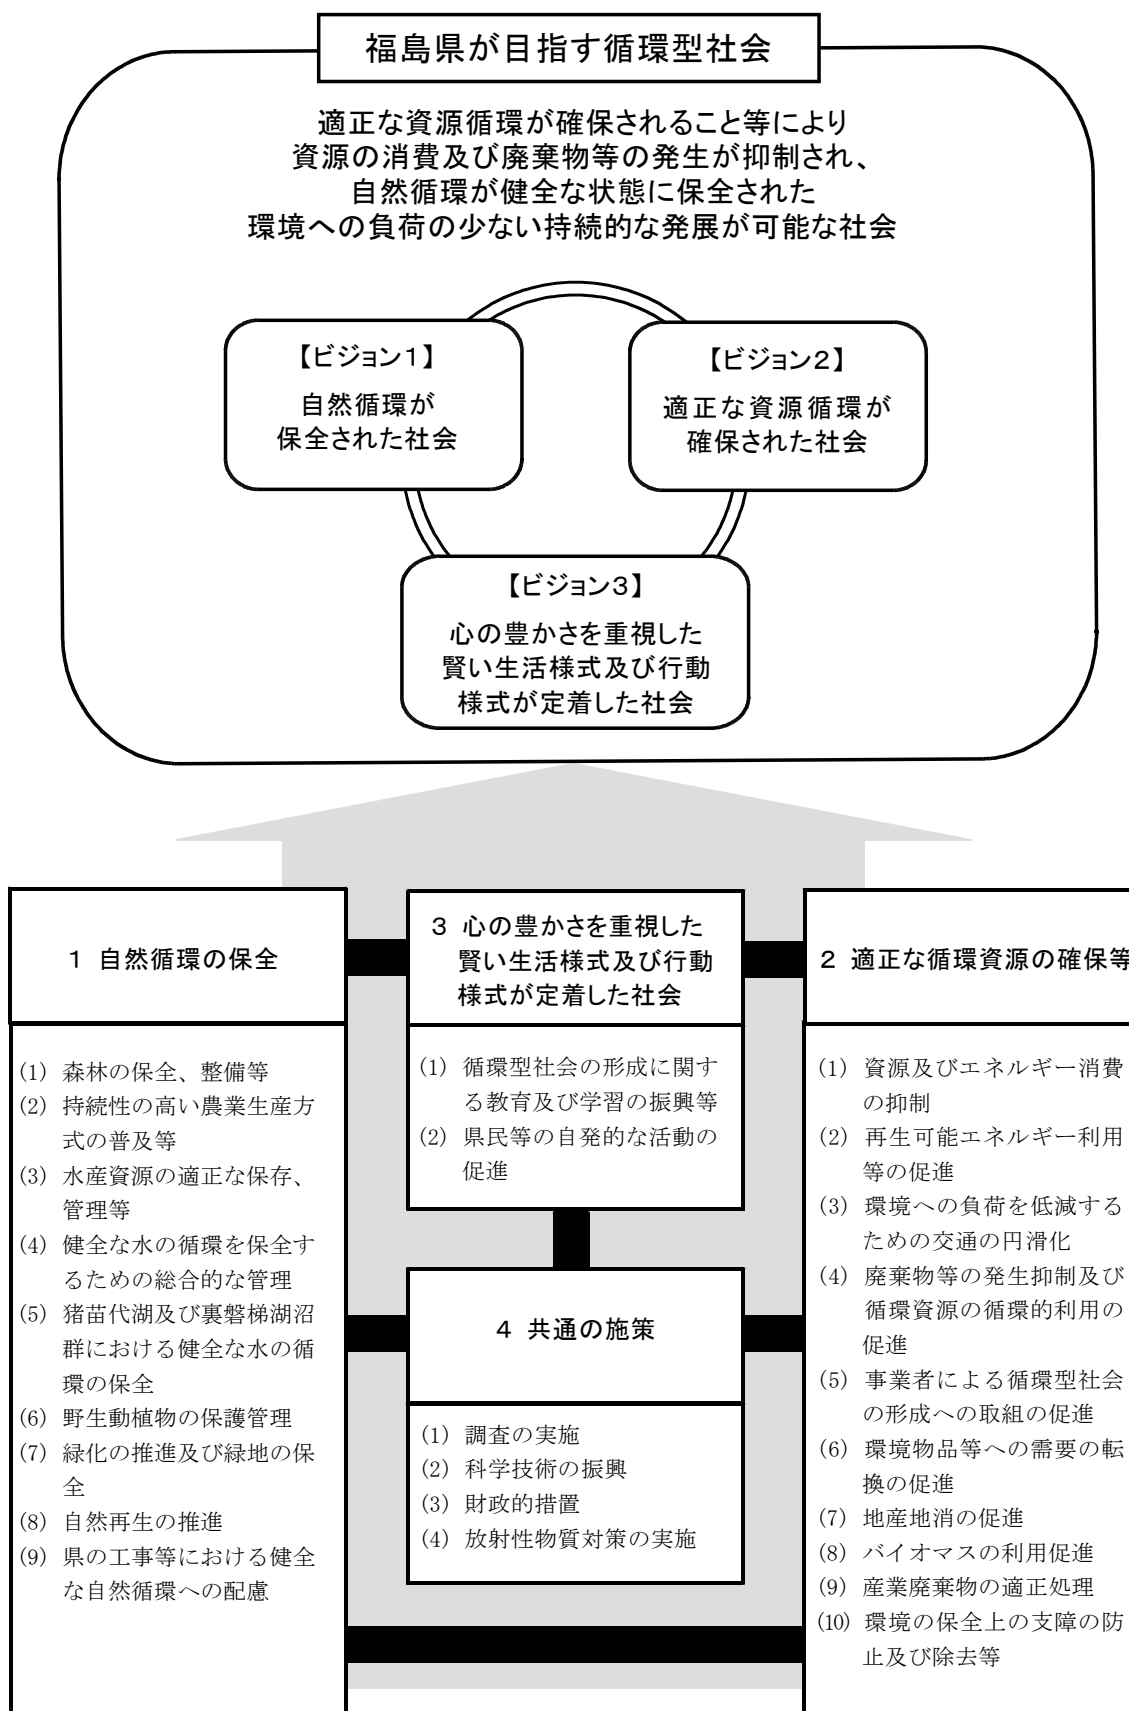 福島県が目指す循環型社会
適正な資源循環が確保されること等により
資源の消費及び廃棄物等の発生が抑制され、
自然循環が健全な状態に保全された
環境への負荷の少ない持続的な発展が可能な社会
【ビジョン１】
自然循環が
保全された社会
【ビジョン２】
適正な資源循環が
確保された社会
【ビジョン３】
心の豊かさを重視した
賢い生活様式及び行動
様式が定着した社会
１ 自然循環の保全
(1) 森林の保全、整備等
(2) 持続性の高い農業生産方
式の普及等
(3) 水産資源の適正な保存、
管理等
(4) 健全な水の循環を保全す
るための総合的な管理
(5) 猪苗代湖及び裏磐梯湖沼
群における健全な水の循
環の保全
(6) 野生動植物の保護管理
(7) 緑化の推進及び緑地の保
全
(8) 自然再生の推進
(9) 県の工事等における健全
な自然循環への配慮
３ 心の豊かさを重視した
賢い生活様式及び行動
様式が定着した社会
(1) 循環型社会の形成に関す
る教育及び学習の振興等
(2) 県民等の自発的な活動の
促進
４ 共通の施策
(1) 調査の実施
(2) 科学技術の振興
(3) 財政的措置
(4) 放射性物質対策の実施
２ 適正な循環資源の確保等
(1) 資源及びエネルギー消費
の抑制
(2) 再生可能エネルギー利用
等の促進
(3) 環境への負荷を低減する
ための交通の円滑化
(4) 廃棄物等の発生抑制及び
循環資源の循環的利用の
促進
(5) 事業者による循環型社会
の形成への取組の促進
(6) 環境物品等への需要の転
換の促進
(7) 地産地消の促進
(8) バイオマスの利用促進
(9) 産業廃棄物の適正処理
(10) 環境の保全上の支障の防
止及び除去等